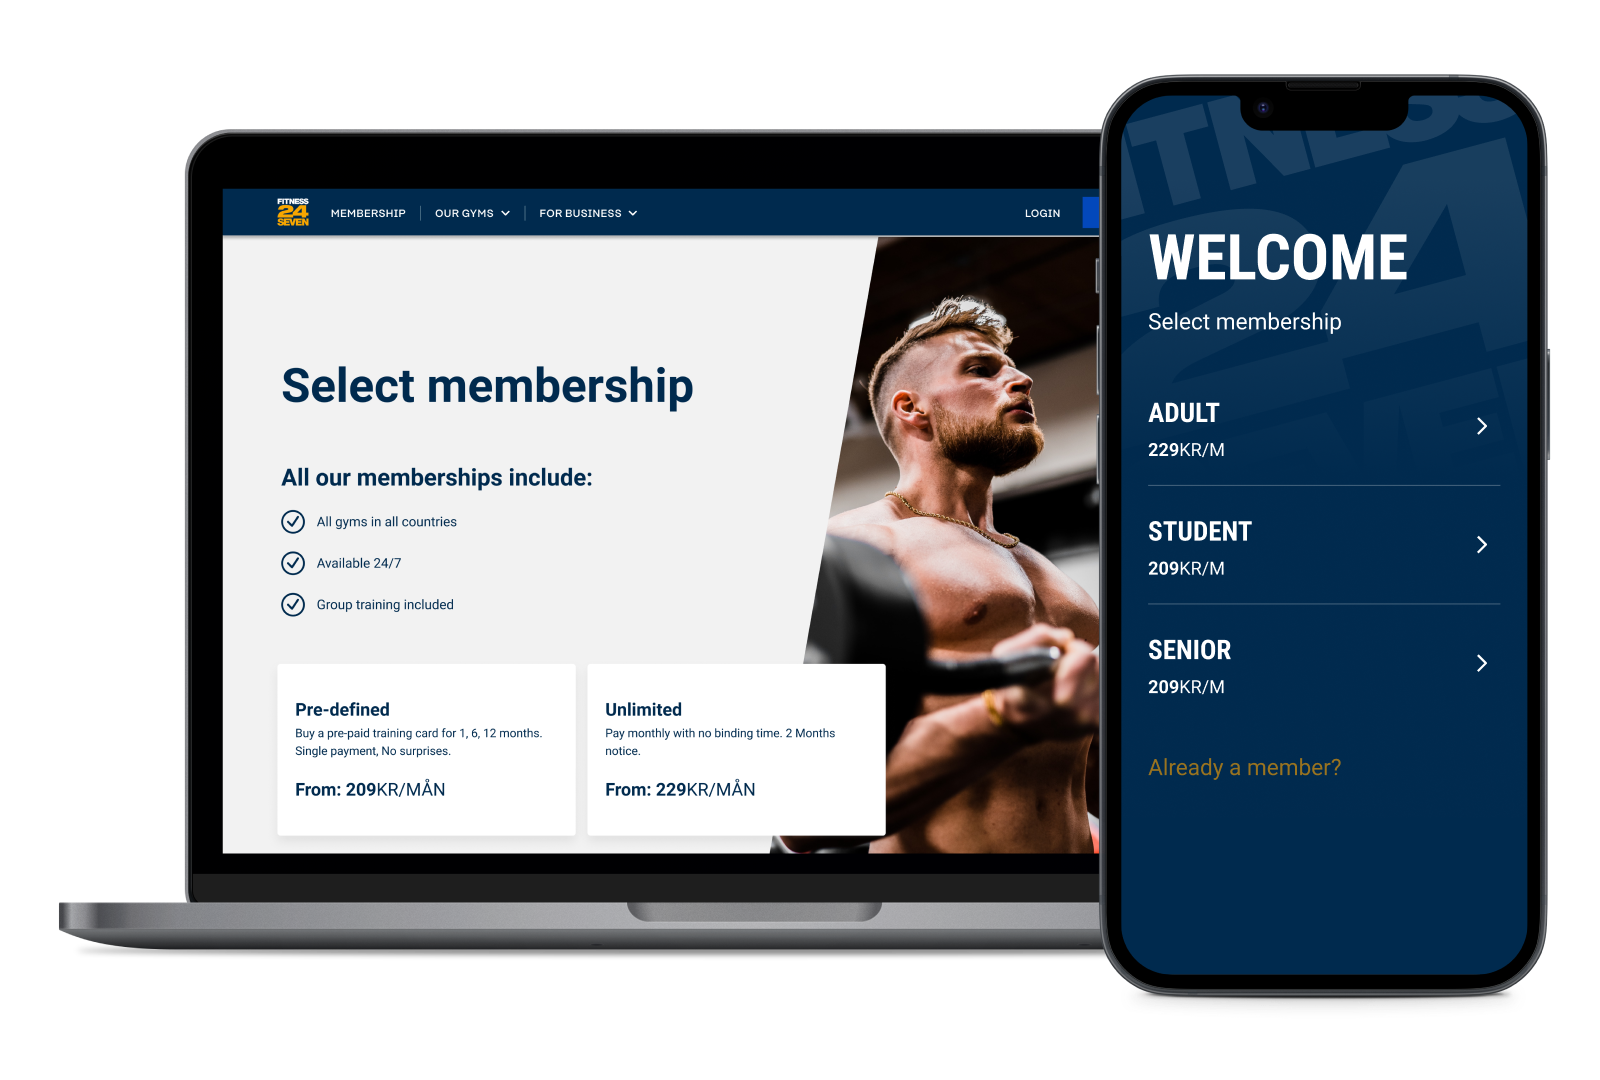 FITNESS
24
SEVEN
MEMBERSHIP
OUR GYMS
FOR BUSINESS
LOGIN
Select membership
All our memberships include:
All gyms in all countries
Available 24/7
Group training included
Pre-defined
Buy a pre-paid training card for 1, 6, 12 months.
Single payment, No surprises.
From: 209KR/MÅN
Unlimited
Pay monthly with no binding time. 2 Months
notice.
From: 229KR/MÅN
FITNESS
24
SEVEN
WELCOME
Select membership
ADULT
229KR/M
STUDENT
209KR/M
SENIOR
209KR/M
Already a member?